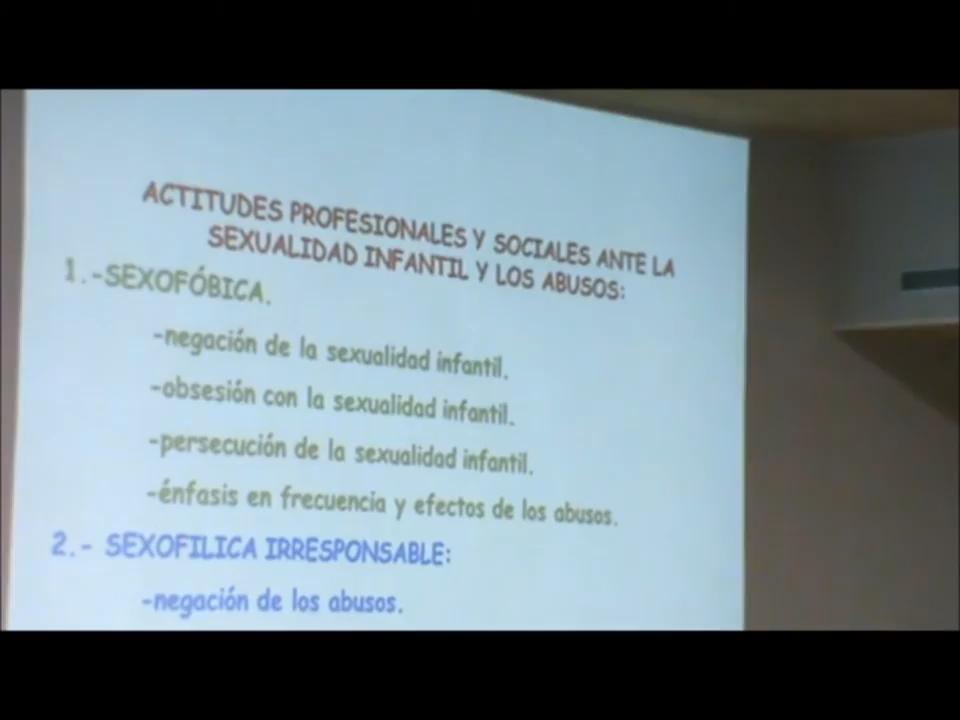 ACTITUDES PROFESIONALES Y SOCIALES ANTE LA
SEXUALIDAD INFANTIL Y LOS ABUSOS:
1.-SEXOFÓBICA.
-negación de la sexualidad infantil.
-obsesión con la sexualidad infantil.
-persecución de la sexualidad infantil.
-énfasis en frecuencia y efectos de los abusos.
2.- SEXOFILICA IRRESPONSABLE:
-negación de los abusos.